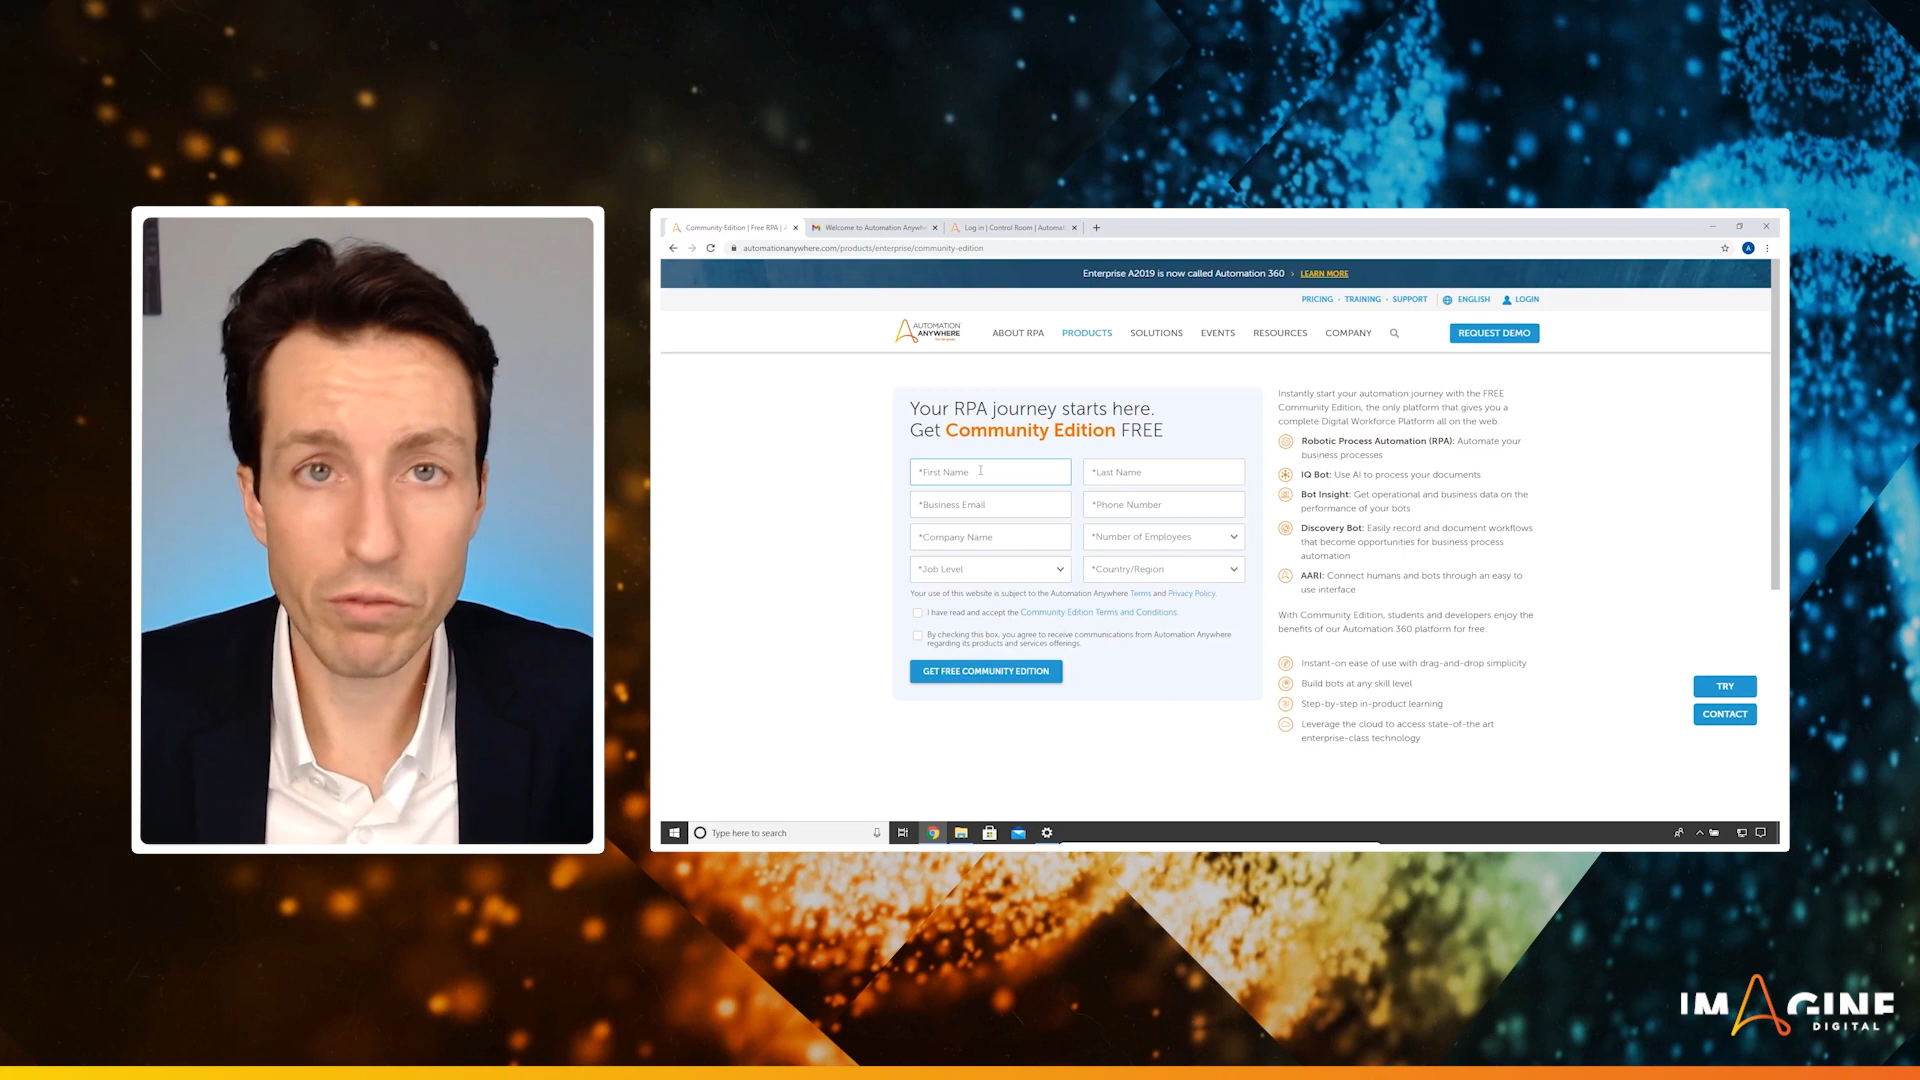 Community Edition | Free RPA |
Welcome to Automation Anywh
Log in | Control Room | Automa
automationanywhere.com/products/enterprise/community-edition
A
Enterprise A2019 is now called Automation 360 › LEARN MORE
PRICING • TRAINING • SUPPORT
ENGLISH
LOGIN
AUTOMATION
ANYWHERE
ABOUT RPA
PRODUCTS
SOLUTIONS
EVENTS
RESOURCES
COMPANY
REQUEST DEMO
Your RPA journey starts here.
Get Community Edition FREE
*First Name
*Last Name
*Business Email
*Phone Number
*Company Name
*Number of Employees
*Job Level
*Country/Region
Your use of this website is subject to the Automation Anywhere Terms and Privacy Policy.
I have read and accept the Community Edition Terms and Conditions.
By checking this box, you agree to receive communications from Automation Anywhere
regarding its products and services offerings.
GET FREE COMMUNITY EDITION
Instantly start your automation journey with the FREE
Community Edition, the only platform that gives you a
complete Digital Workforce Platform all on the web.
Robotic Process Automation (RPA): Automate your
business processes
IQ Bot: Use AI to process your documents
Bot Insight: Get operational and business data on the
performance of your bots
Discovery Bot: Easily record and document workflows
that become opportunities for business process
automation
AARI: Connect humans and bots through an easy to
use interface
With Community Edition, students and developers enjoy the
benefits of our Automation 360 platform for free:
Instant-on ease of use with drag-and-drop simplicity
Build bots at any skill level
Step-by-step in-product learning
Leverage the cloud to access state-of-the art
enterprise-class technology
TRY
CONTACT
Type here to search
IMAGINE
DIGITAL